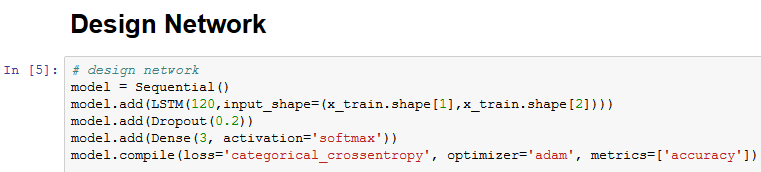 Design Network
In [5]: # design network
model = Sequential()
model.add(LSTM(120,input_shape=(x_train.shape[1],x_train.shape[2])))
model.add(Dropout(0.2))
model.add(Dense(3, activation='softmax'))
model.compile(loss='categorical_crossentropy', optimizer='adam', metrics=['accuracy'])